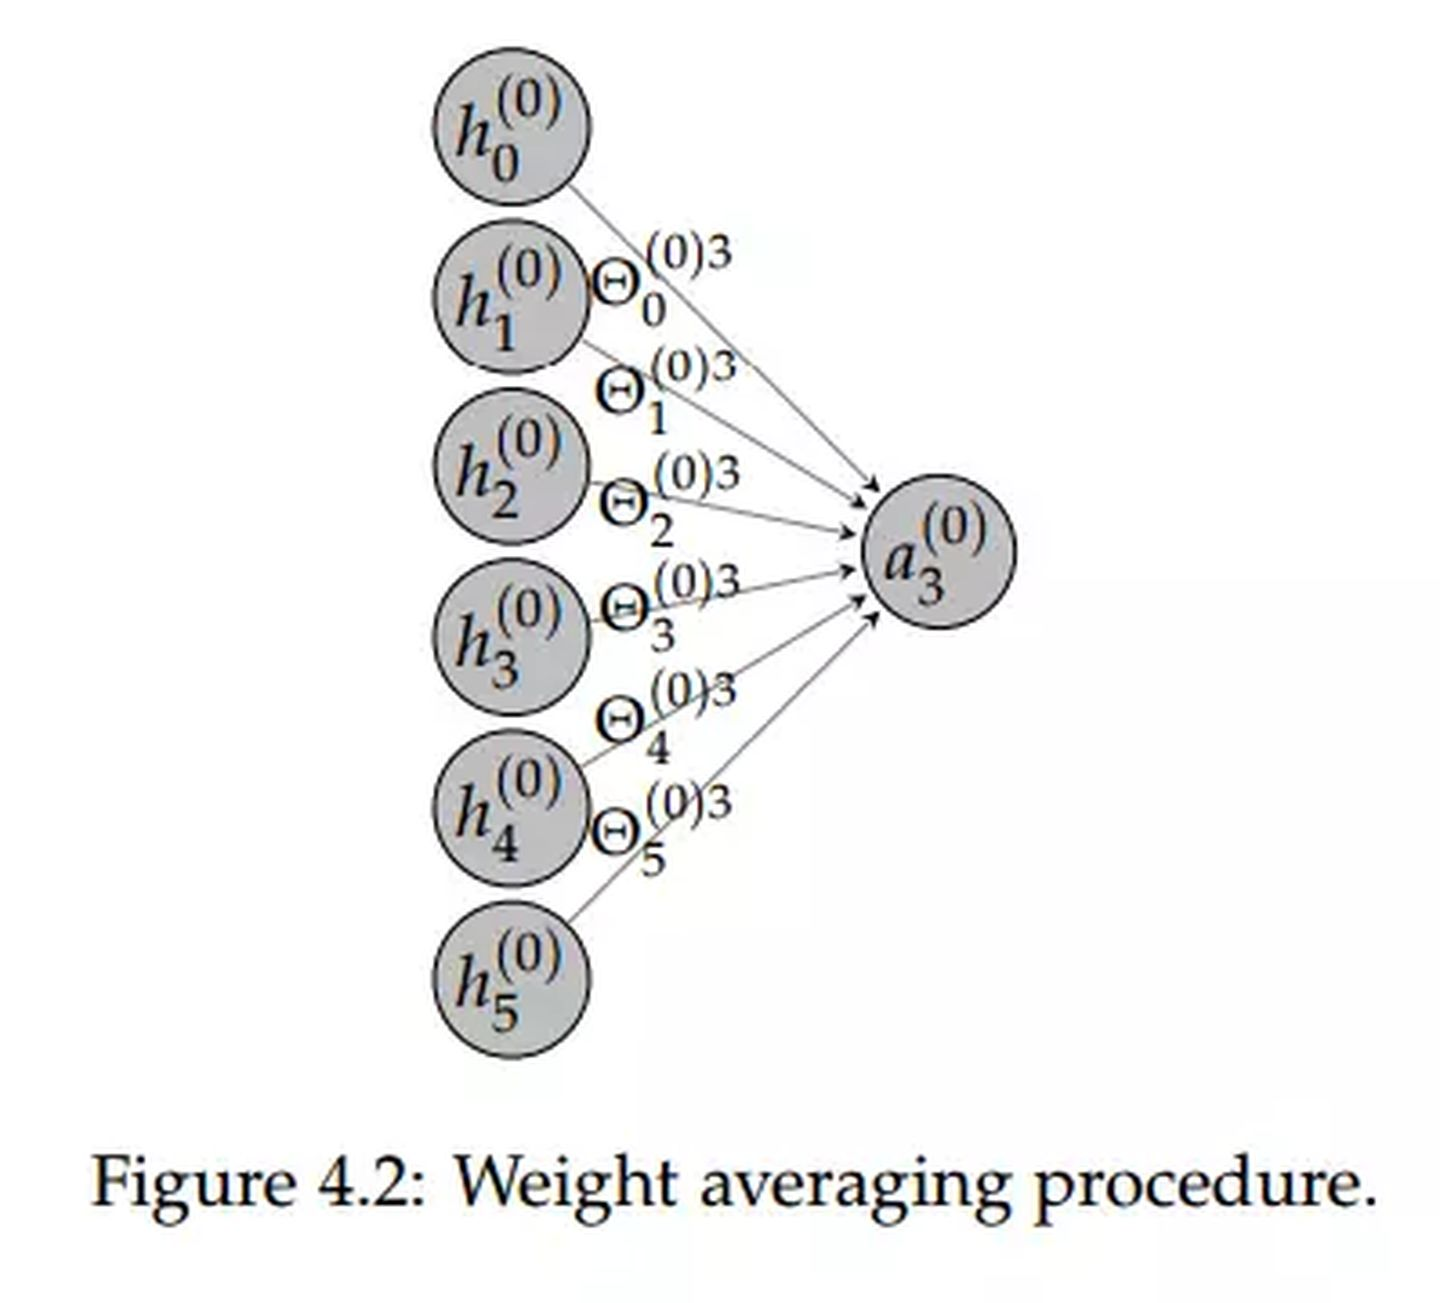 h_0^{(0)}
Θ_0^{(0)3}
h_1^{(0)}
Θ_1^{(0)3}
h_2^{(0)}
Θ_2^{(0)3}
a_3^{(0)}
h_3^{(0)}
Θ_3^{(0)3}
Θ_4^{(0)3}
h_4^{(0)}
Θ_5^{(0)3}
h_5^{(0)}
Figure 4.2: Weight averaging procedure.